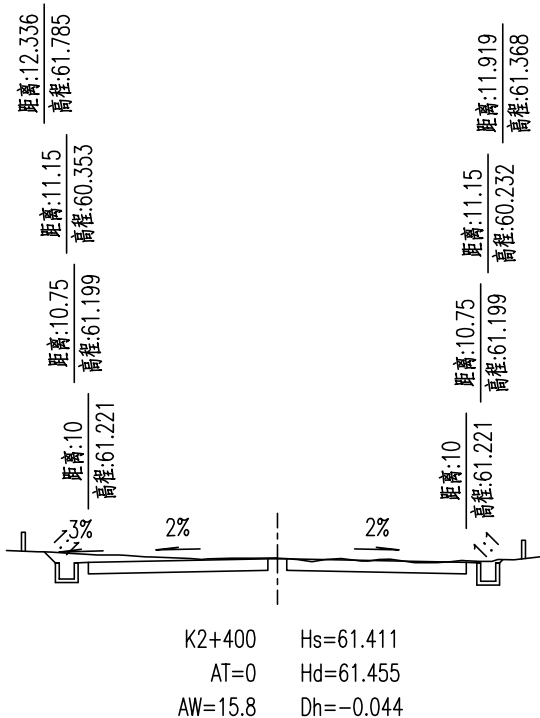 距离:12.336
高程:61.785
距离:11.919
高程:61.368
距离:11.15
高程:60.353
距离:11.15
高程:60.232
距离:10.75
高程:61.199
距离:10.75
高程:61.199
距离:10
高程:61.221
距离:10
高程:61.221
1:1
3%
2%
2%
1:1
K2+400 Hs=61.411
AT=0 Hd=61.455
AW=15.8 Dh=-0.044